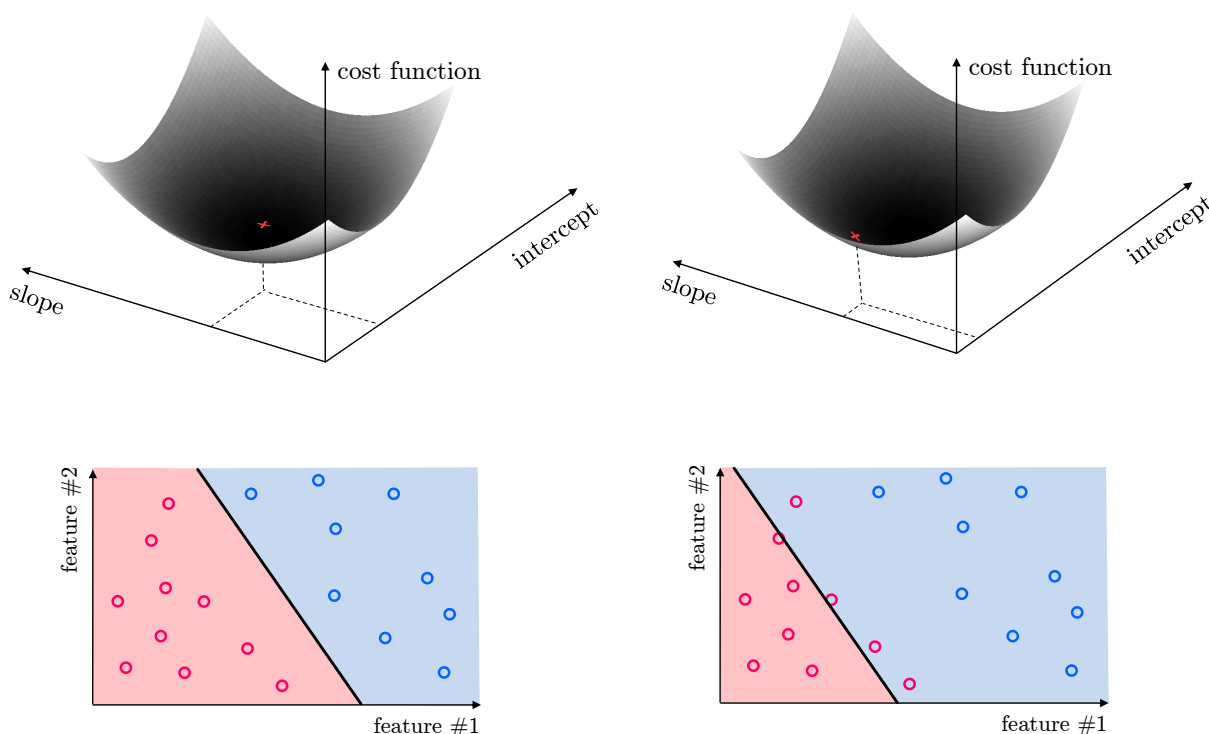 cost function
slope
intercept
cost function
slope
intercept
feature #2
feature #1
feature #2
feature #1